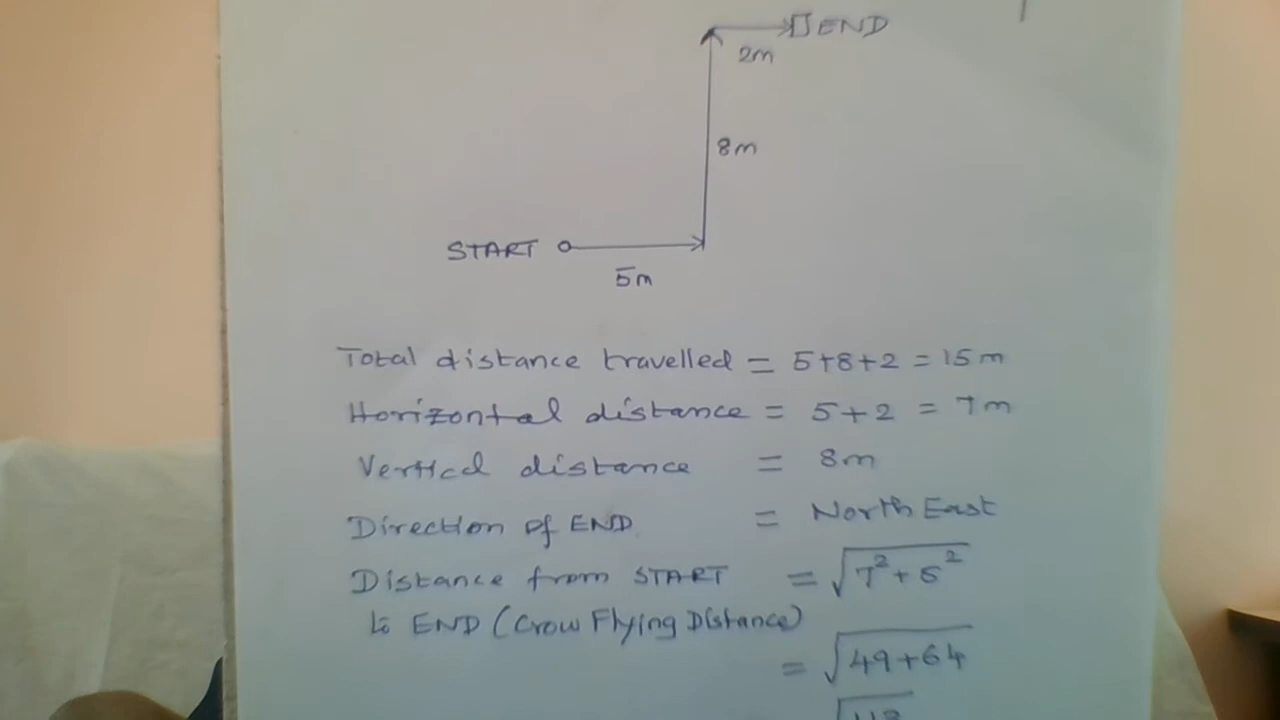 END
2m
8m
START
5m
Total distance travelled = 5+8+2 = 15m
Horizontal distance = 5+2 = 7m
Vertical distance = 8m
Direction of END = North East
Distance from START = √7²+8²
to END (Crow Flying Distance)
= √49+64